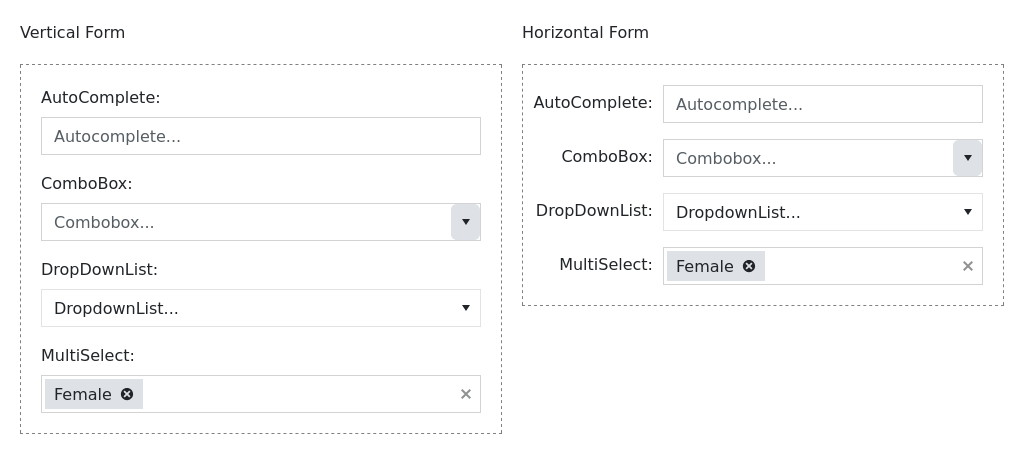 Vertical Form
AutoComplete:
Autocomplete...
ComboBox:
Combobox...
DropDownList:
DropdownList...
MultiSelect:
Female
Horizontal Form
AutoComplete:
Autocomplete...
ComboBox:
Combobox...
DropDownList:
DropdownList...
MultiSelect:
Female